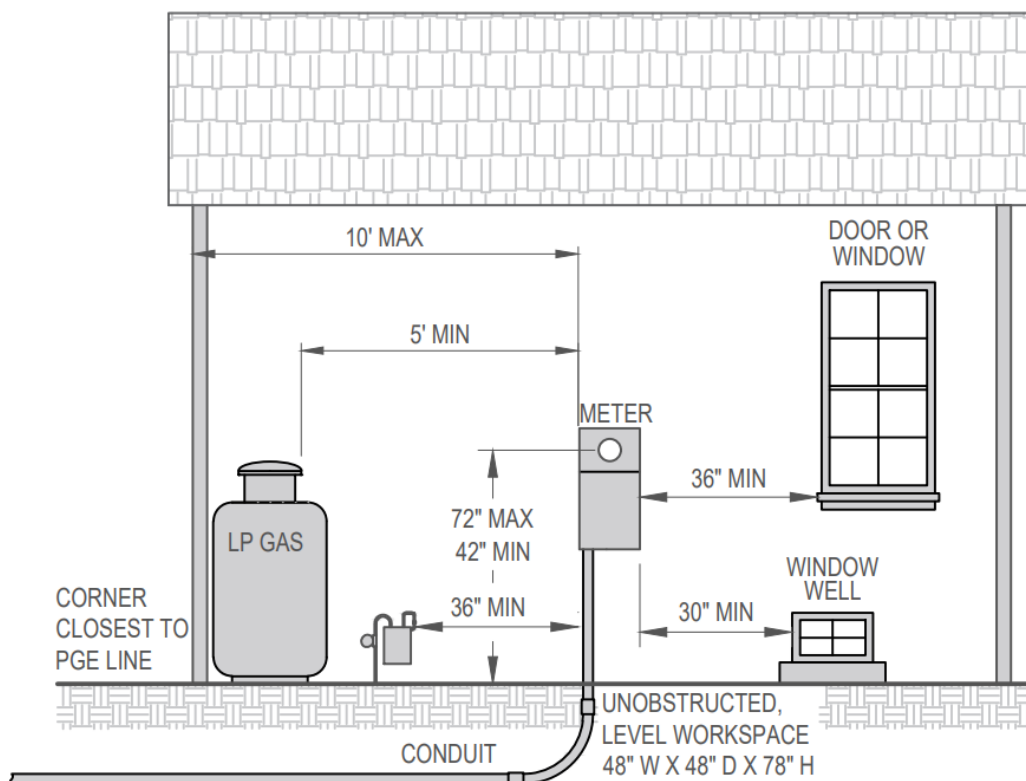 10' MAX
DOOR OR
WINDOW
5' MIN
METER
36" MIN
72" MAX
42" MIN
LP GAS
WINDOW
WELL
36" MIN
30" MIN
CORNER
CLOSEST TO
PGE LINE
UNOBSTRUCTED,
LEVEL WORKSPACE
48" W X 48" D X 78" H
CONDUIT